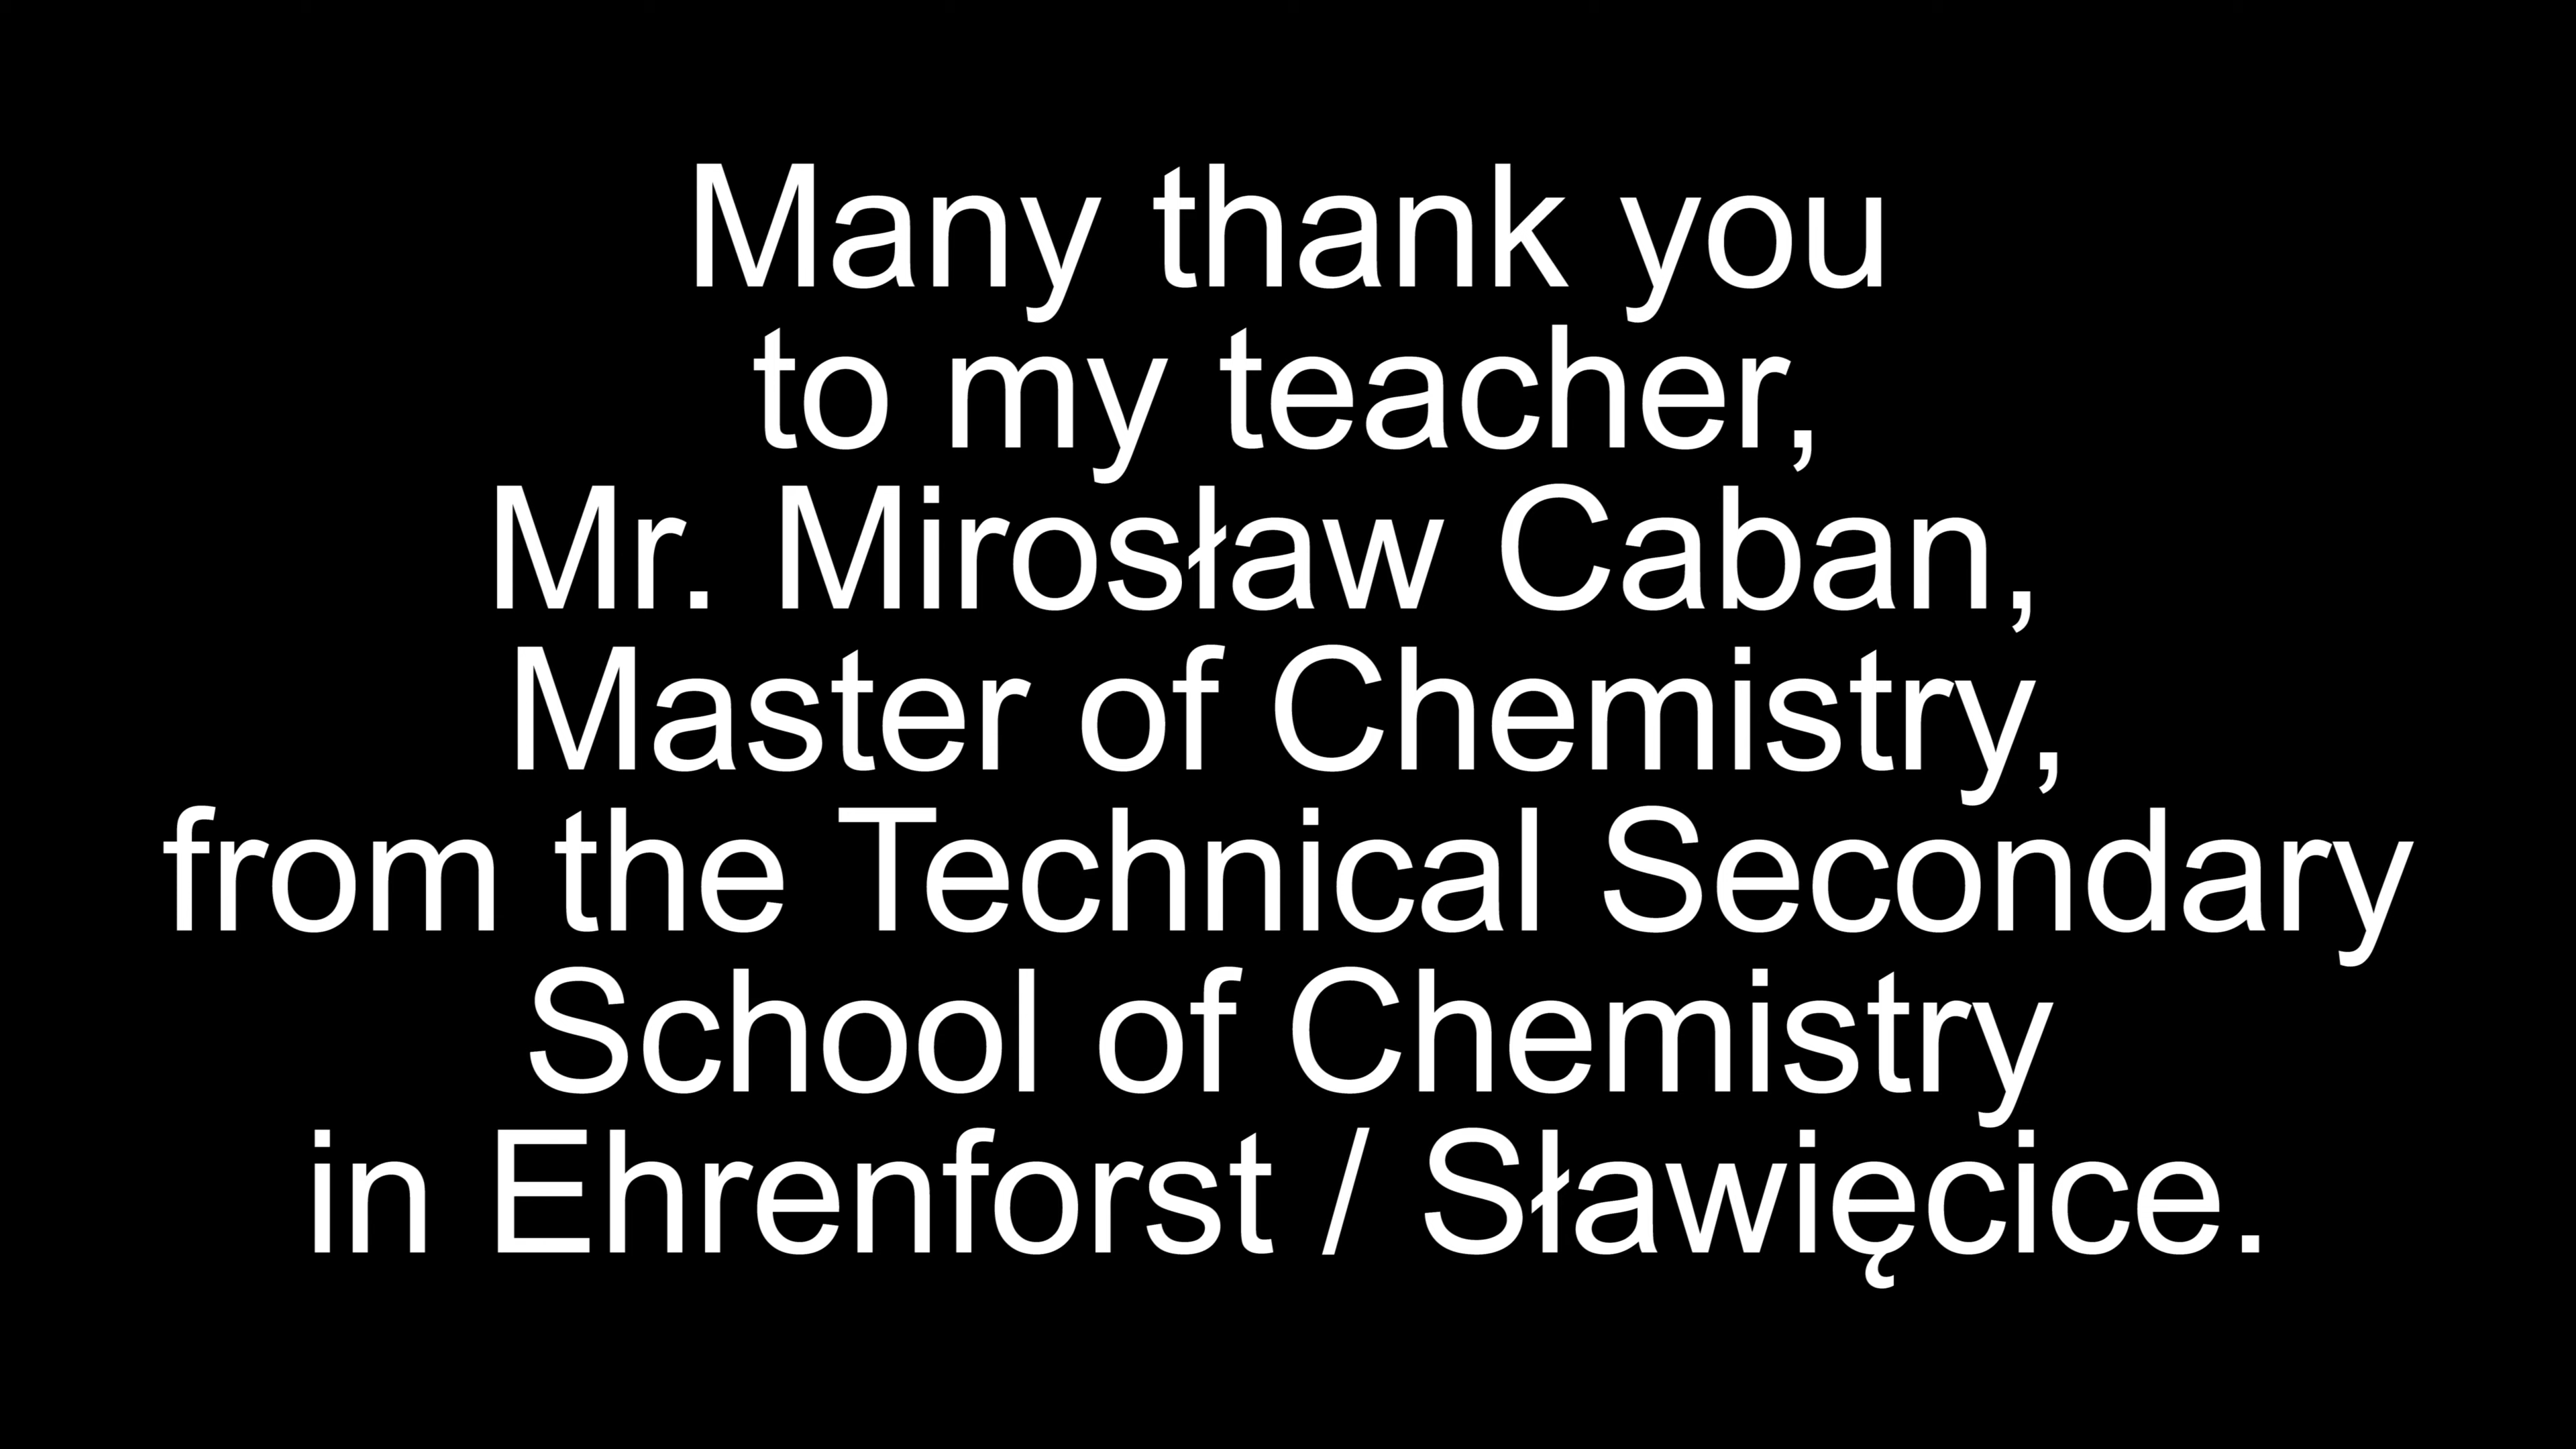 Many thank you
to my teacher,
Mr. Mirosław Caban,
Master of Chemistry,
from the Technical Secondary
School of Chemistry
in Ehrenforst / Sławięcice.